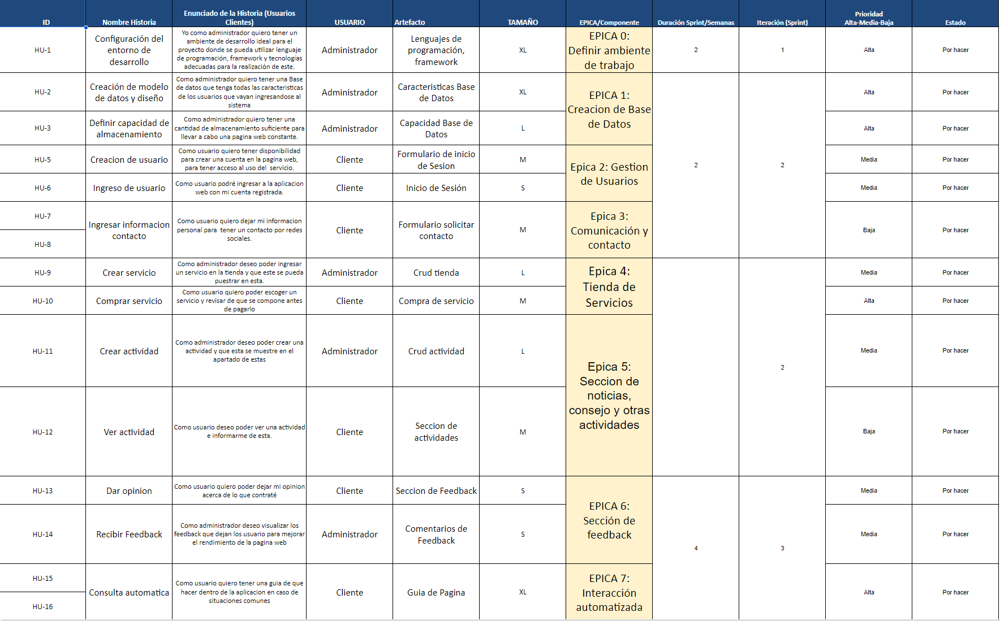 ID
Nombre Historia
Enunciado de la Historia (Usuarios
Clientes)
USUARIO
Artefacto
TAMAÑO
EPICA/Componente
Duración Sprint/Semanas
Iteración (Sprint)
Prioridad
Alta-Media-Baja
Estado
HU-1
Configuración del
entorno de
desarrollo
Yo como administrador quiero tener un
ambiente de desarrollo ideal para el
proyecto donde se pueda utilizar lenguaje
de programación, framework y tecnologías
adecuadas para la realización de este.
Administrador
Lenguajes de
programación,
framework
XL
EPICA 0:
Definir ambiente
de trabajo
2
1
Alta
Por hacer
HU-2
Creación de modelo
de datos y diseño
Como administrador quiero tener una Base
de datos que tenga todas las caracteristicas
de los usuarios que vayan ingresandose al
sistema
Administrador
Caracteristicas Base
de Datos
XL
EPICA 1:
Creacion de Base
de Datos
Alta
Por hacer
HU-3
Definir capacidad de
almacenamiento
Como administrador quiero tener una
cantidad de almacenamiento suficiente para
llevar a cabo una pagina web constante.
Administrador
Capacidad Base de
Datos
L
Alta
Por hacer
HU-5
Creacion de usuario
Como usuario quiero tener disponibilidad
para crear una cuenta en la pagina web,
para tener acceso al uso del  servicio.
Cliente
Formulario de inicio
de Sesion
M
Epica 2: Gestion
de Usuarios
2
2
Media
Por hacer
HU-6
Ingreso de usuario
Como usuario podré ingresar a la aplicacion
web con mi cuenta registrada.
Cliente
Inicio de Sesión
S
Media
Por hacer
HU-7
HU-8
Ingresar informacion
contacto
Como usuario quiero dejar mi informacion
personal para  tener un contacto por redes
sociales.
Cliente
Formulario solicitar
contacto
M
Epica 3:
Comunicación y
contacto
Baja
Por hacer
HU-9
Crear servicio
Como administrador deseo poder ingresar
un servicio en la tienda y que este se pueda
puestrar en esta.
Administrador
Crud tienda
L
Epica 4:
Tienda de
Servicios
Media
Por hacer
HU-10
Comprar servicio
Como usuario quiero poder escoger un
servicio y revisar de que se compone antes
de pagarlo
Cliente
Compra de servicio
M
Alta
Por hacer
HU-11
Crear actividad
Como administrador deseo poder crear una
actividad y que esta se muestre en el
apartado de estas
Administrador
Crud actividad
L
Epica 5:
Seccion de
noticias,
consejo y otras
actividades
2
Media
Por hacer
HU-12
Ver actividad
Como usuario deseo poder ver una actividad
e informarme de esta.
Cliente
Seccion de
actividades
M
Baja
Por hacer
HU-13
Dar opinion
Como usuario quiero poder dejar mi opinion
acerca de lo que contraté
Cliente
Seccion de Feedback
S
EPICA 6:
Sección de
feedback
Media
Por hacer
HU-14
Recibir Feedback
Como administrador deseo visualizar los
feedback que dejan los usuario para mejorar
el rendimiento de la pagina web
Administrador
Comentarios de
Feedback
S
4
3
Media
Por hacer
HU-15
HU-16
Consulta automatica
Como usuario quiero tener una guia de que
hacer dentro de la aplicacion en caso de
situaciones comunes
Cliente
Guia de Pagina
XL
EPICA 7:
Interacción
automatizada
Alta
Por hacer